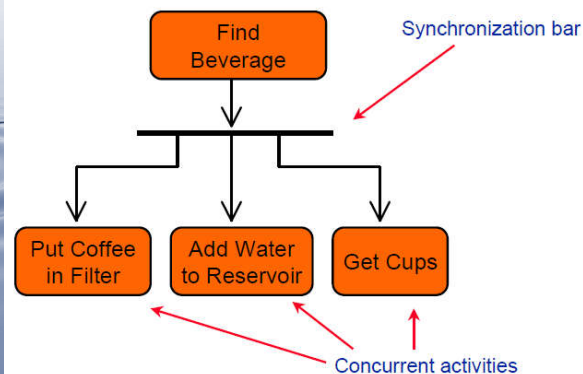 Find
Beverage
Synchronization bar
Put Coffee
in Filter
Add Water
to Reservoir
Get Cups
Concurrent activities